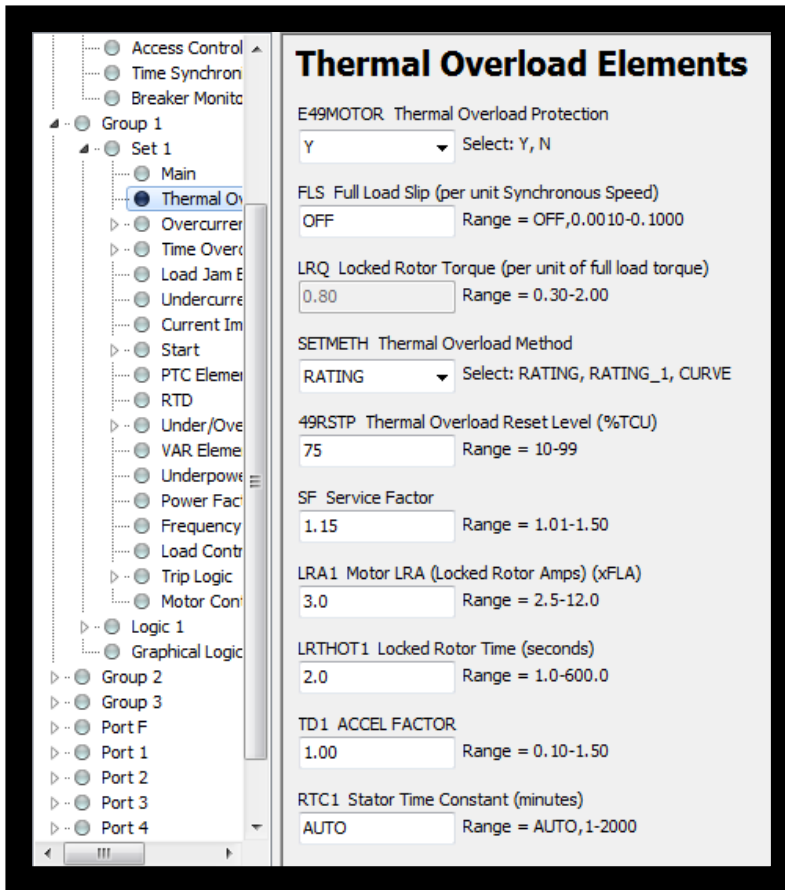 Access Control
Time Synchron
Breaker Monito
Group 1
Set 1
Main
Thermal Ov
Overcurrer
Time Overc
Load Jam E
Undercurre
Current Im
Start
PTC Elemer
RTD
Under/Ove
VAR Eleme
Underpowe
Power Fact
Frequency
Load Contr
Trip Logic
Motor Cont
Logic 1
Graphical Logic
Group 2
Group 3
Port F
Port 1
Port 2
Port 3
Port 4
Thermal Overload Elements
E49MOTOR Thermal Overload Protection
Y Select: Y, N
FLS Full Load Slip (per unit Synchronous Speed)
OFF Range = OFF,0.0010-0.1000
LRQ Locked Rotor Torque (per unit of full load torque)
0.80 Range = 0.30-2.00
SETMETH Thermal Overload Method
RATING Select: RATING, RATING_1, CURVE
49RSTP Thermal Overload Reset Level (%TCU)
75 Range = 10-99
SF Service Factor
1.15 Range = 1.01-1.50
LRA1 Motor LRA (Locked Rotor Amps) (xFLA)
3.0 Range = 2.5-12.0
LRTHOT1 Locked Rotor Time (seconds)
2.0 Range = 1.0-600.0
TD1 ACCEL FACTOR
1.00 Range = 0.10-1.50
RTC1 Stator Time Constant (minutes)
AUTO Range = AUTO,1-2000